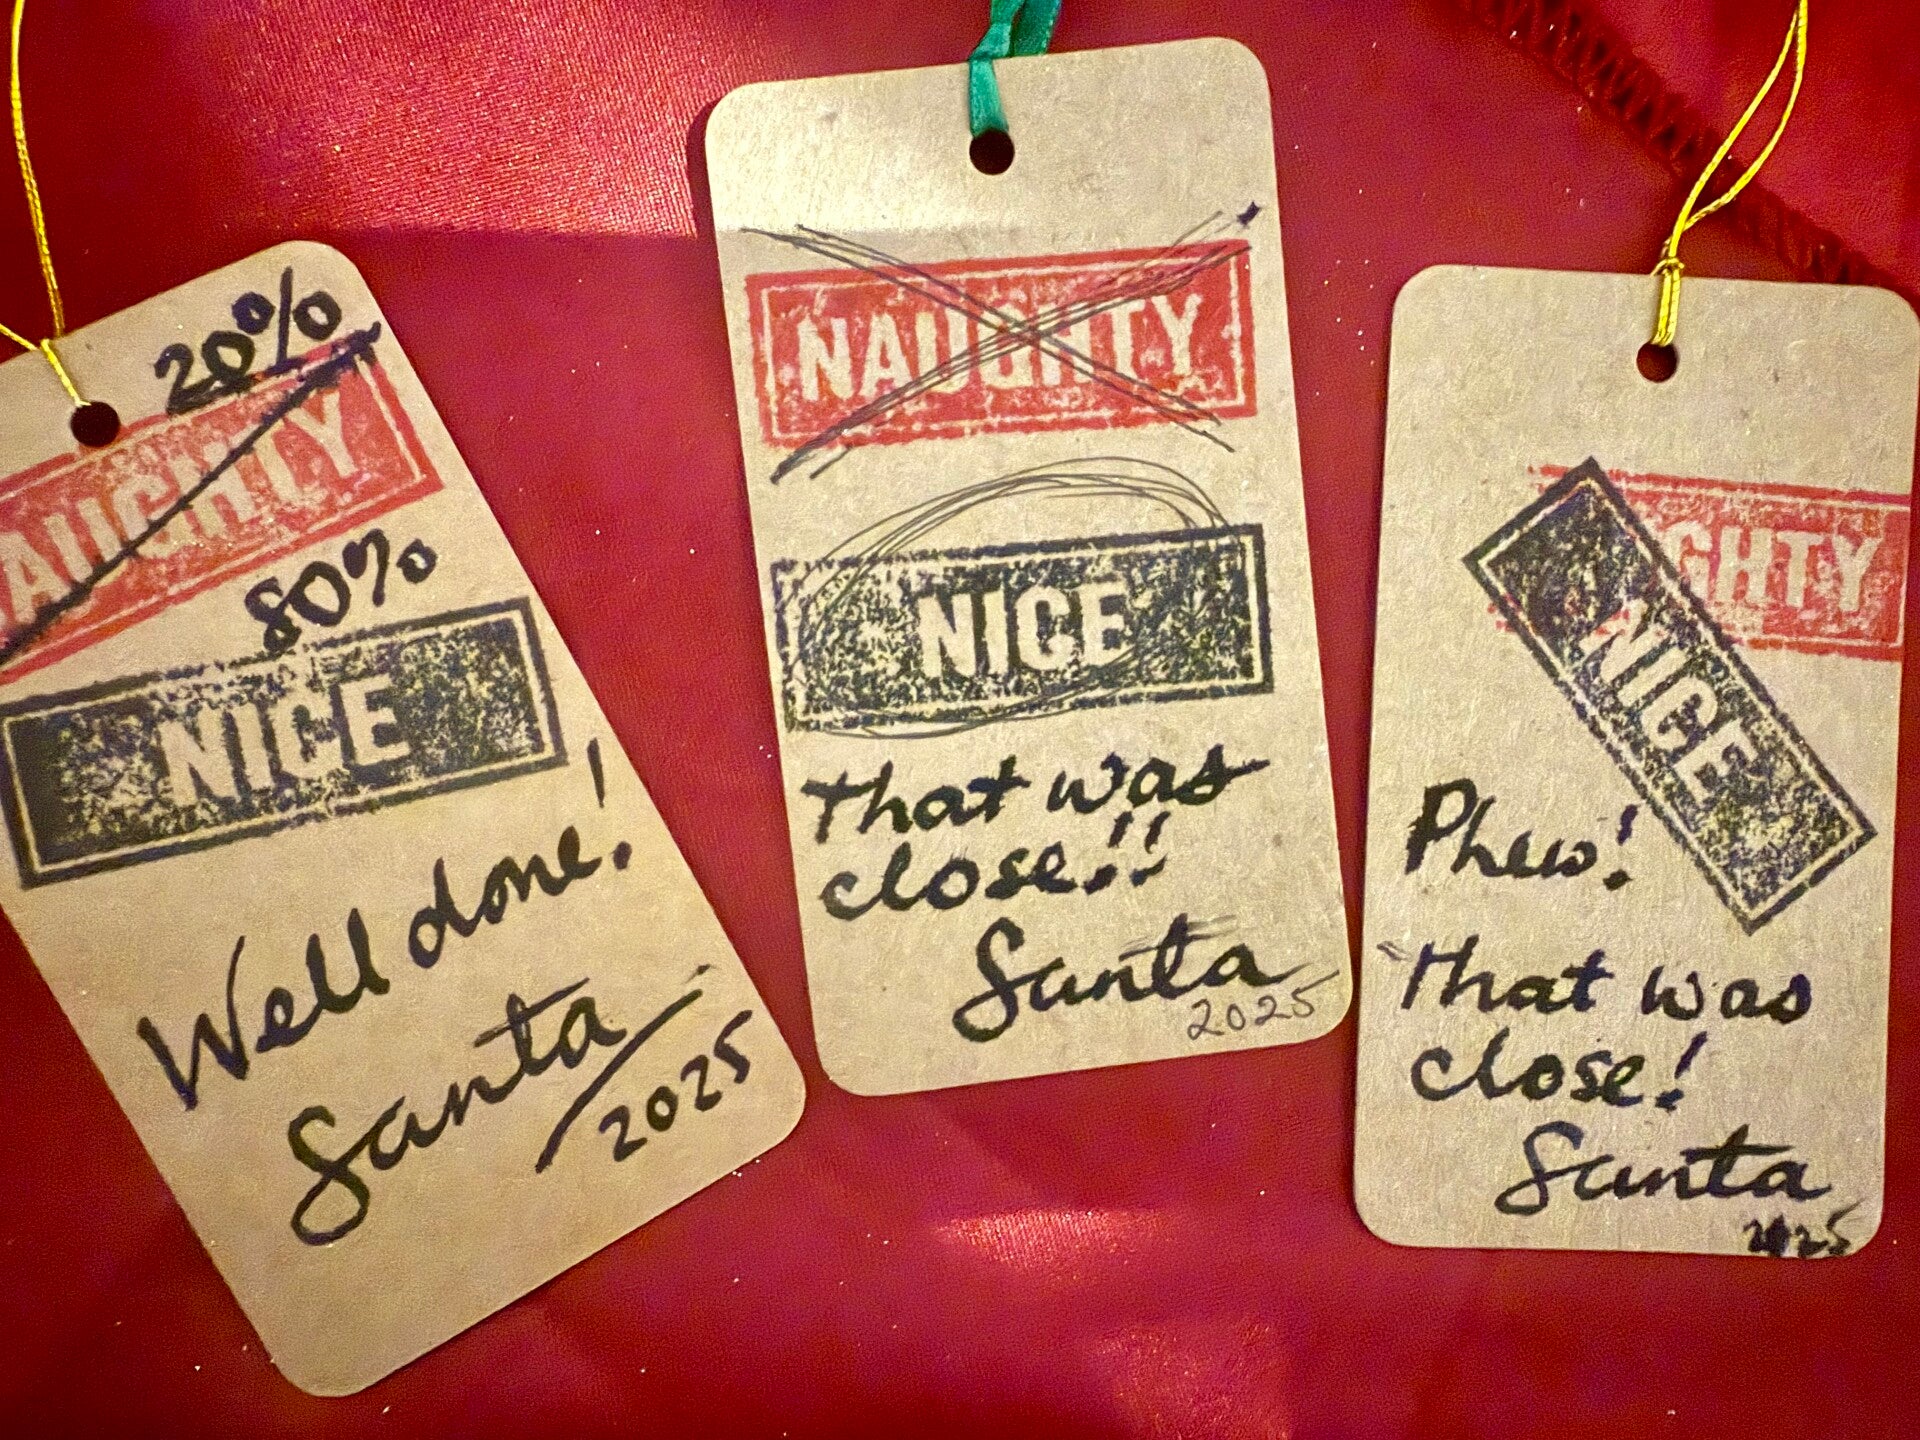 20%
NAUGHTY
80%
NICE
Well done!
Santa
2025
NAUGHTY
NICE
That was
close!!
Santa
2025
GHTY
NICE
Phew!
That was
close!
Santa
2025